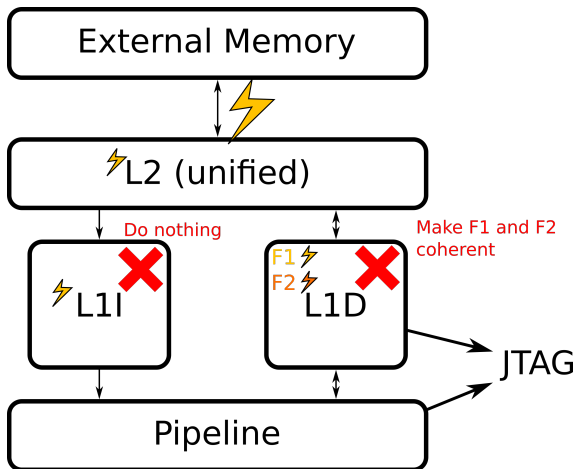 External Memory
L2 (unified)
Do nothing
Make F1 and F2
coherent
F1
F2
L1I
L1D
JTAG
Pipeline